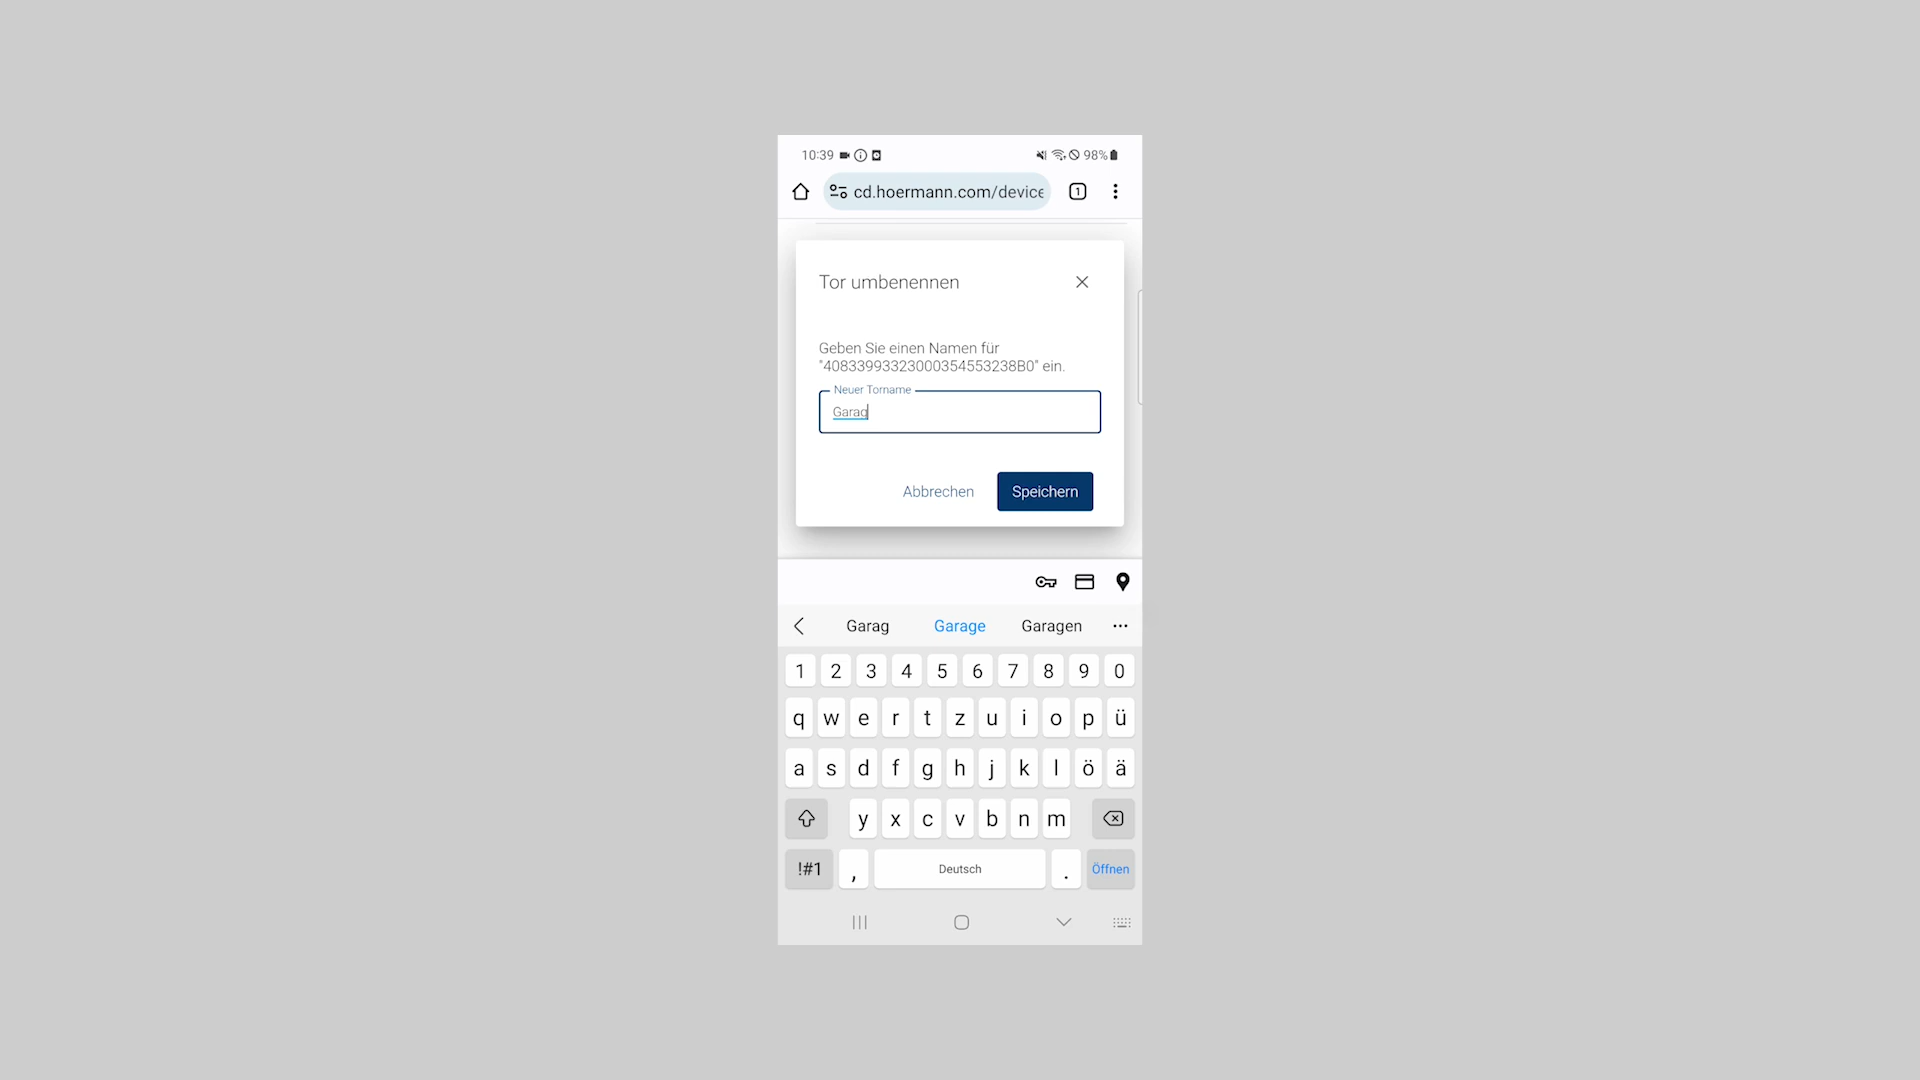 10:39 98%
cd.hoermann.com/device 1
Tor umbenennen
Geben Sie einen Namen für
"40833993323000354553238B0" ein.
Neuer Torname
Garag
Abbrechen Speichern
Garag Garage Garagen
1 2 3 4 5 6 7 8 9 0
q w e r t z u i o p ü
a s d f g h j k l ö ä
y x c v b n m
!#1 , Deutsch . Öffnen